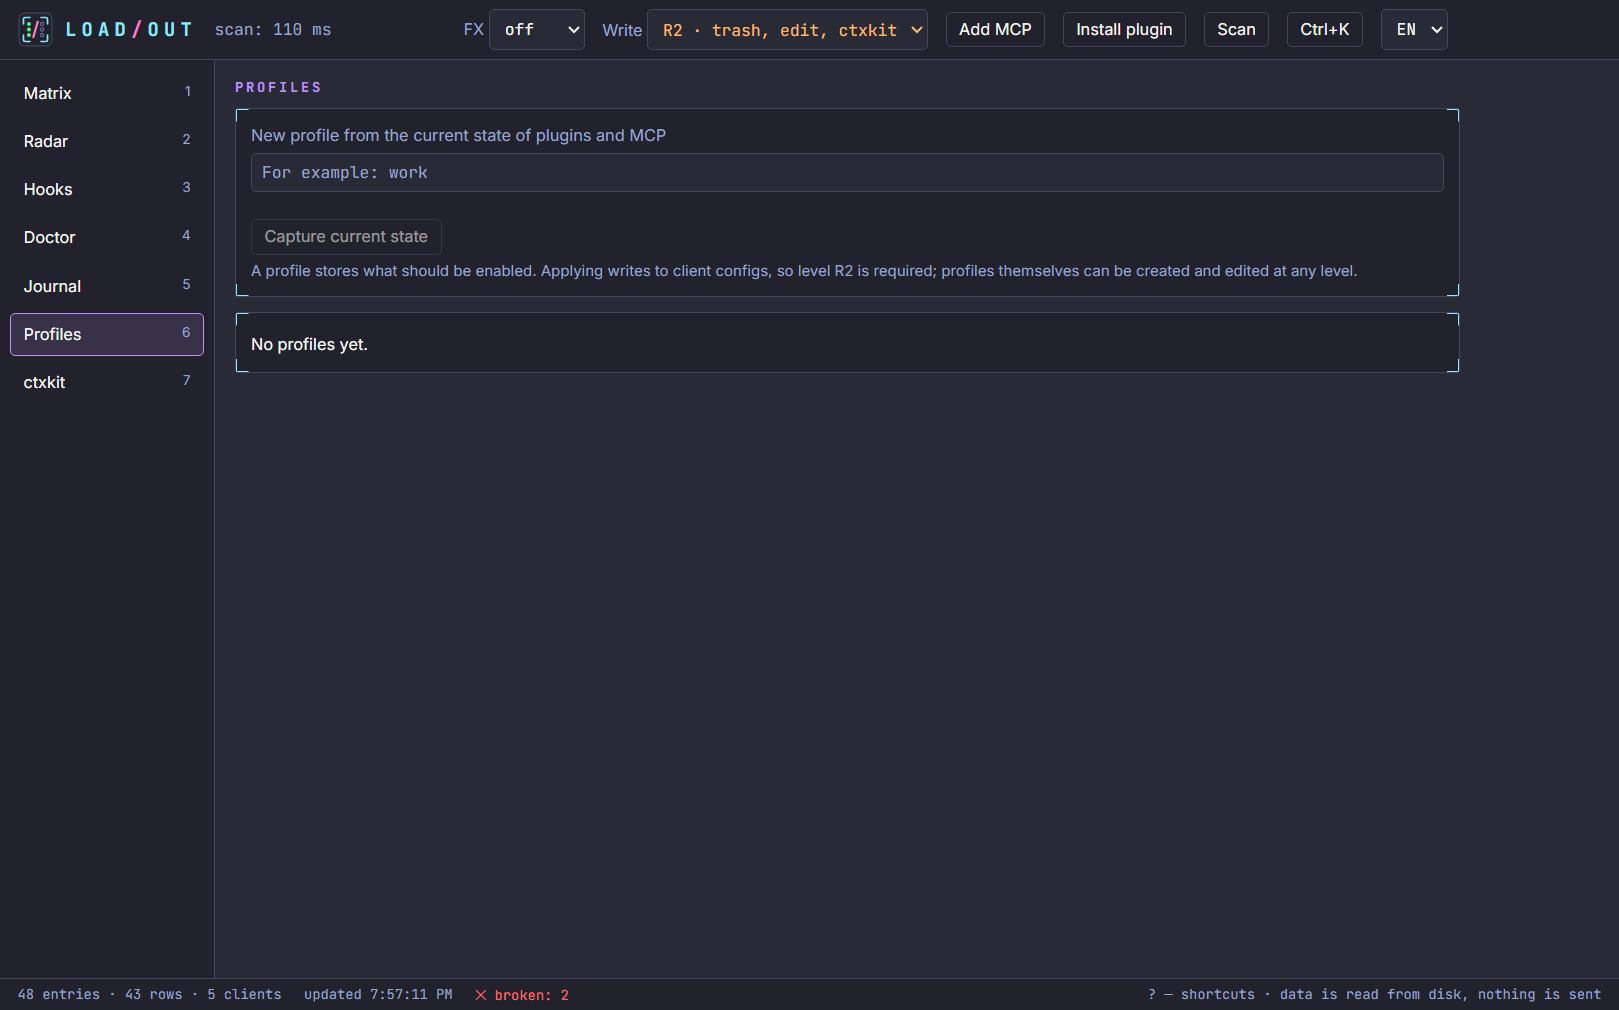 LOAD/OUT scan: 110 ms FX off Write R2 · trash, edit, ctxkit Add MCP Install plugin Scan Ctrl+K EN
Matrix 1
Radar 2
Hooks 3
Doctor 4
Journal 5
Profiles 6
ctxkit 7
PROFILES
New profile from the current state of plugins and MCP
For example: work
Capture current state
A profile stores what should be enabled. Applying writes to client configs, so level R2 is required; profiles themselves can be created and edited at any level.
No profiles yet.
48 entries · 43 rows · 5 clients updated 7:57:11 PM ✕ broken: 2 ? — shortcuts · data is read from disk, nothing is sent